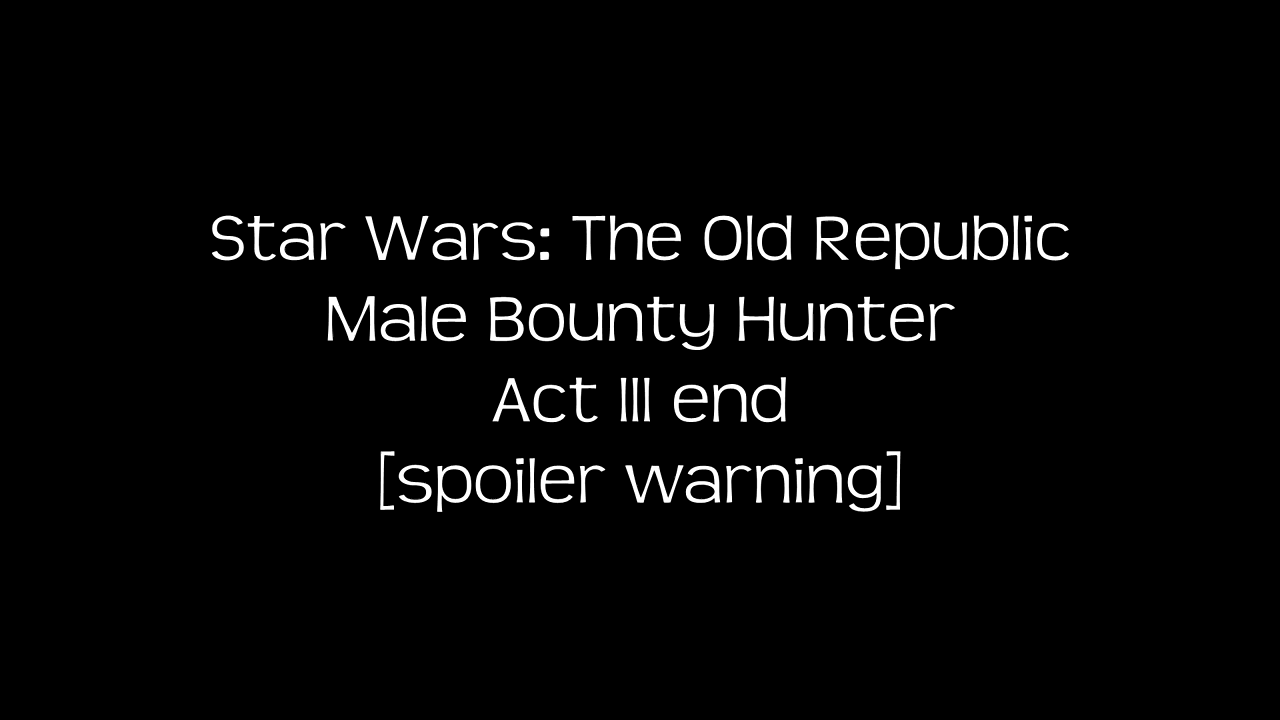 Star Wars: The Old Republic
Male Bounty Hunter
Act III end
[spoiler warning]